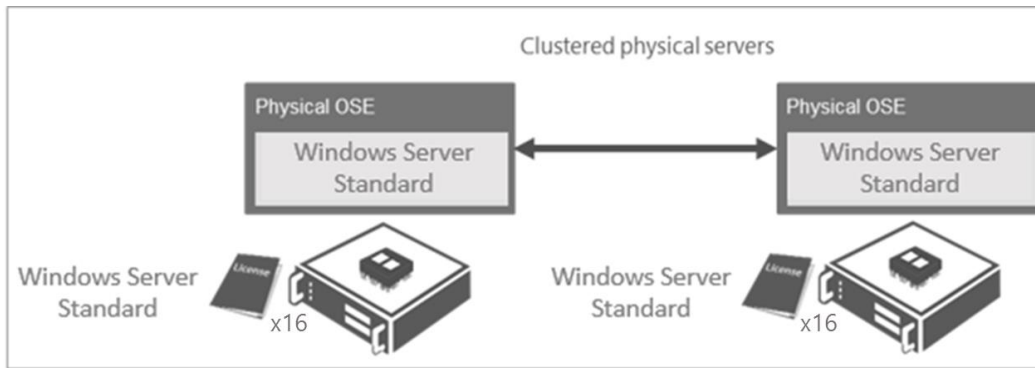 Clustered physical servers
Physical OSE
Windows Server
Standard
Physical OSE
Windows Server
Standard
Windows Server
Standard
License
x16
Windows Server
Standard
License
x16